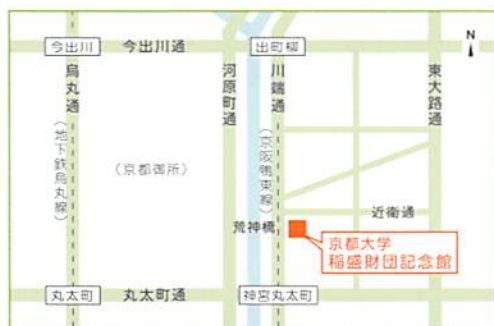 今出川
今出川通
出町柳
N
烏丸通
（地下鉄烏丸線）
（京都御所）
河原町通
川端通
（京阪鴨東線）
東大路通
近衛通
荒神橋
京都大学
稲盛財団記念館
丸太町
丸太町通
神宮丸太町